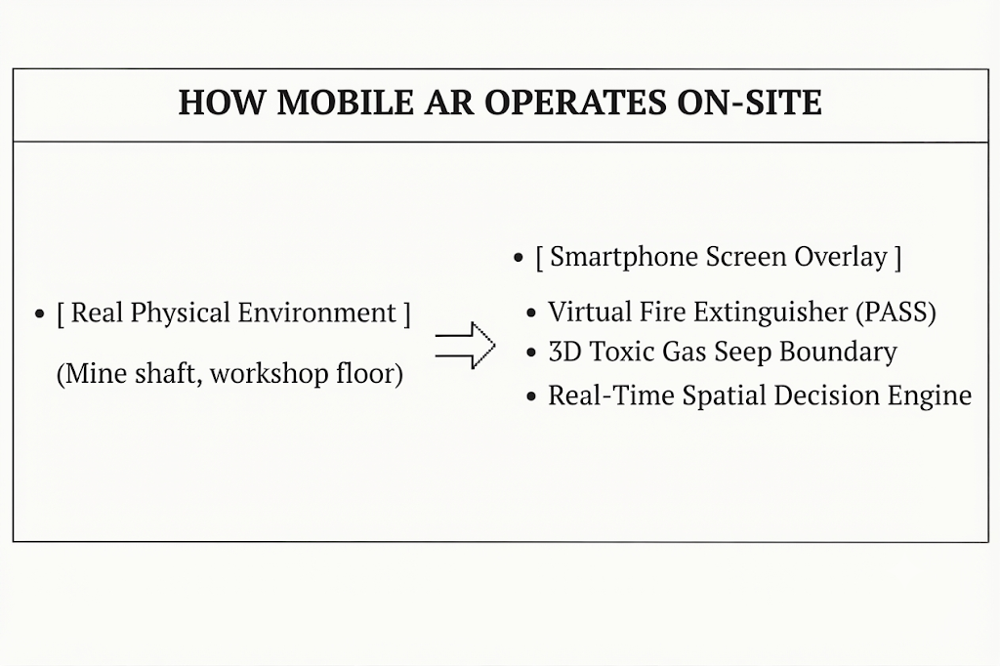 HOW MOBILE AR OPERATES ON-SITE
• [ Real Physical Environment ]
(Mine shaft, workshop floor)
• [ Smartphone Screen Overlay ]
• Virtual Fire Extinguisher (PASS)
• 3D Toxic Gas Seep Boundary
• Real-Time Spatial Decision Engine